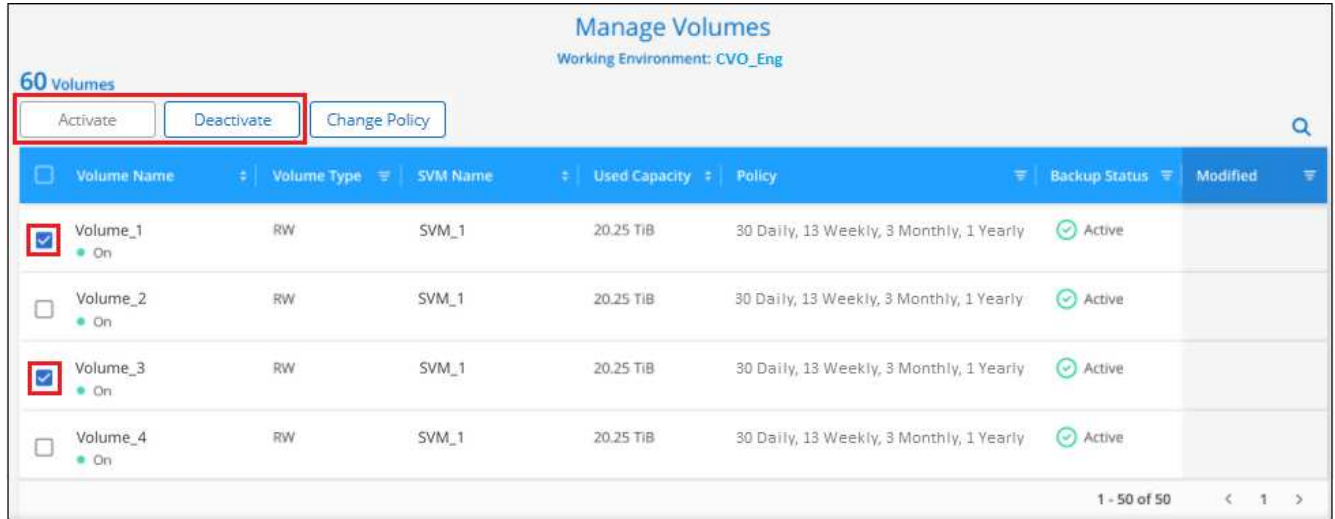 Manage Volumes
Working Environment: CVO_Eng
60 Volumes
Activate Deactivate Change Policy
Volume Name Volume Type SVM Name Used Capacity Policy Backup Status Modified
Volume_1 RW SVM_1 20.25 TiB 30 Daily, 13 Weekly, 3 Monthly, 1 Yearly Active
On
Volume_2 RW SVM_1 20.25 TiB 30 Daily, 13 Weekly, 3 Monthly, 1 Yearly Active
On
Volume_3 RW SVM_1 20.25 TiB 30 Daily, 13 Weekly, 3 Monthly, 1 Yearly Active
On
Volume_4 RW SVM_1 20.25 TiB 30 Daily, 13 Weekly, 3 Monthly, 1 Yearly Active
On
1 - 50 of 50 < 1 >